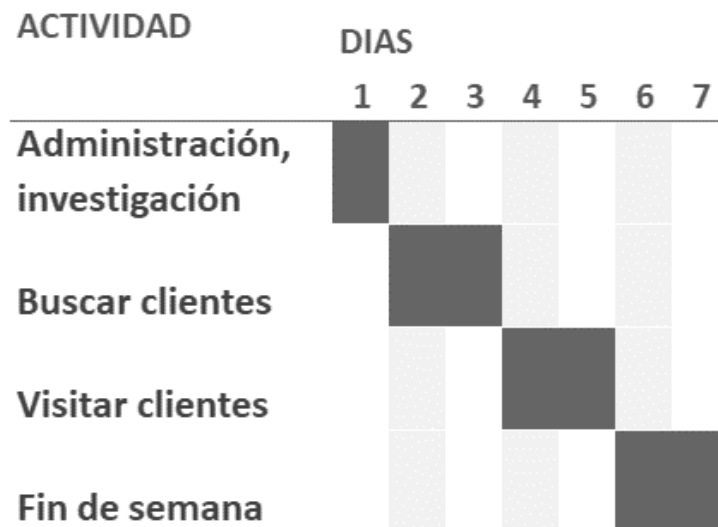 ACTIVIDAD
DIAS
1 2 3 4 5 6 7
Administración,
investigación
Buscar clientes
Visitar clientes
Fin de semana